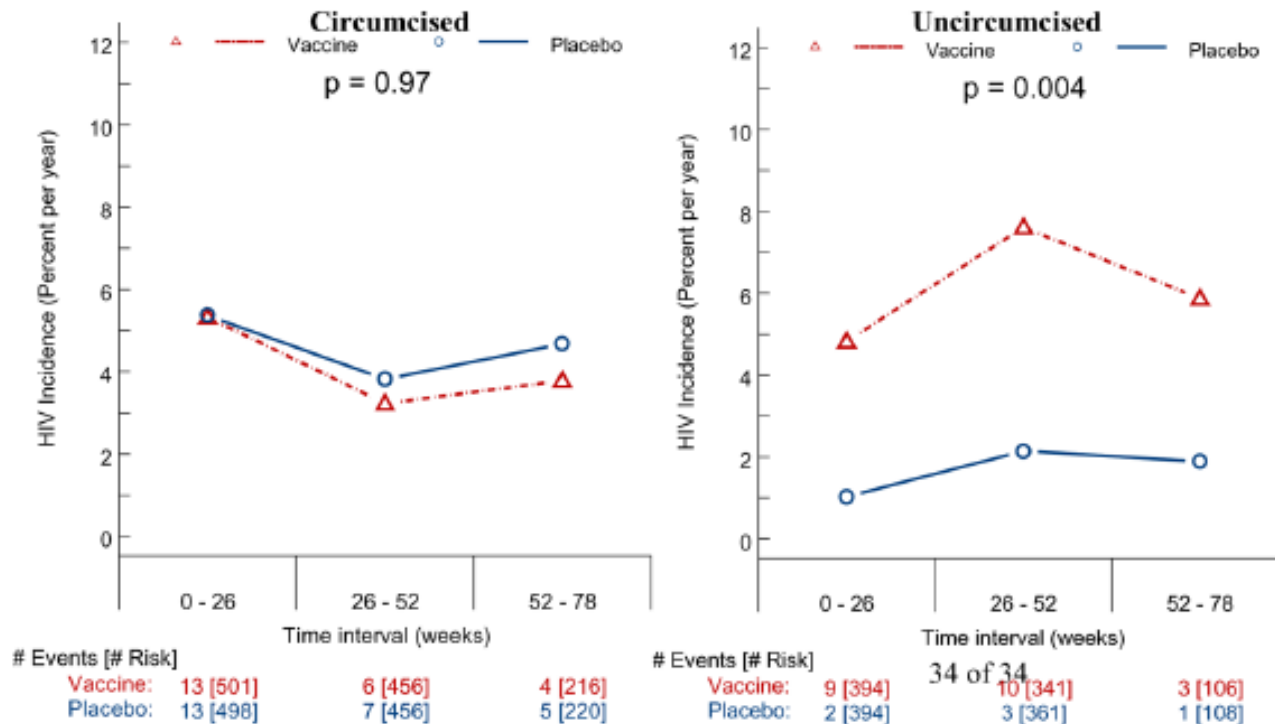 Circumcised
Vaccine Placebo
p = 0.97
12
10
8
6
4
2
0
HIV Incidence (Percent per year)
0 - 26 26 - 52 52 - 78
Time interval (weeks)
# Events [# Risk]
Vaccine: 13 [501] 6 [456] 4 [216]
Placebo: 13 [498] 7 [456] 5 [220]
Uncircumcised
Vaccine Placebo
p = 0.004
12
10
8
6
4
2
0
HIV Incidence (Percent per year)
0 - 26 26 - 52 52 - 78
Time interval (weeks)
# Events [# Risk]
34 of 34
Vaccine: 9 [394] 10 [341] 3 [106]
Placebo: 2 [394] 3 [361] 1 [108]